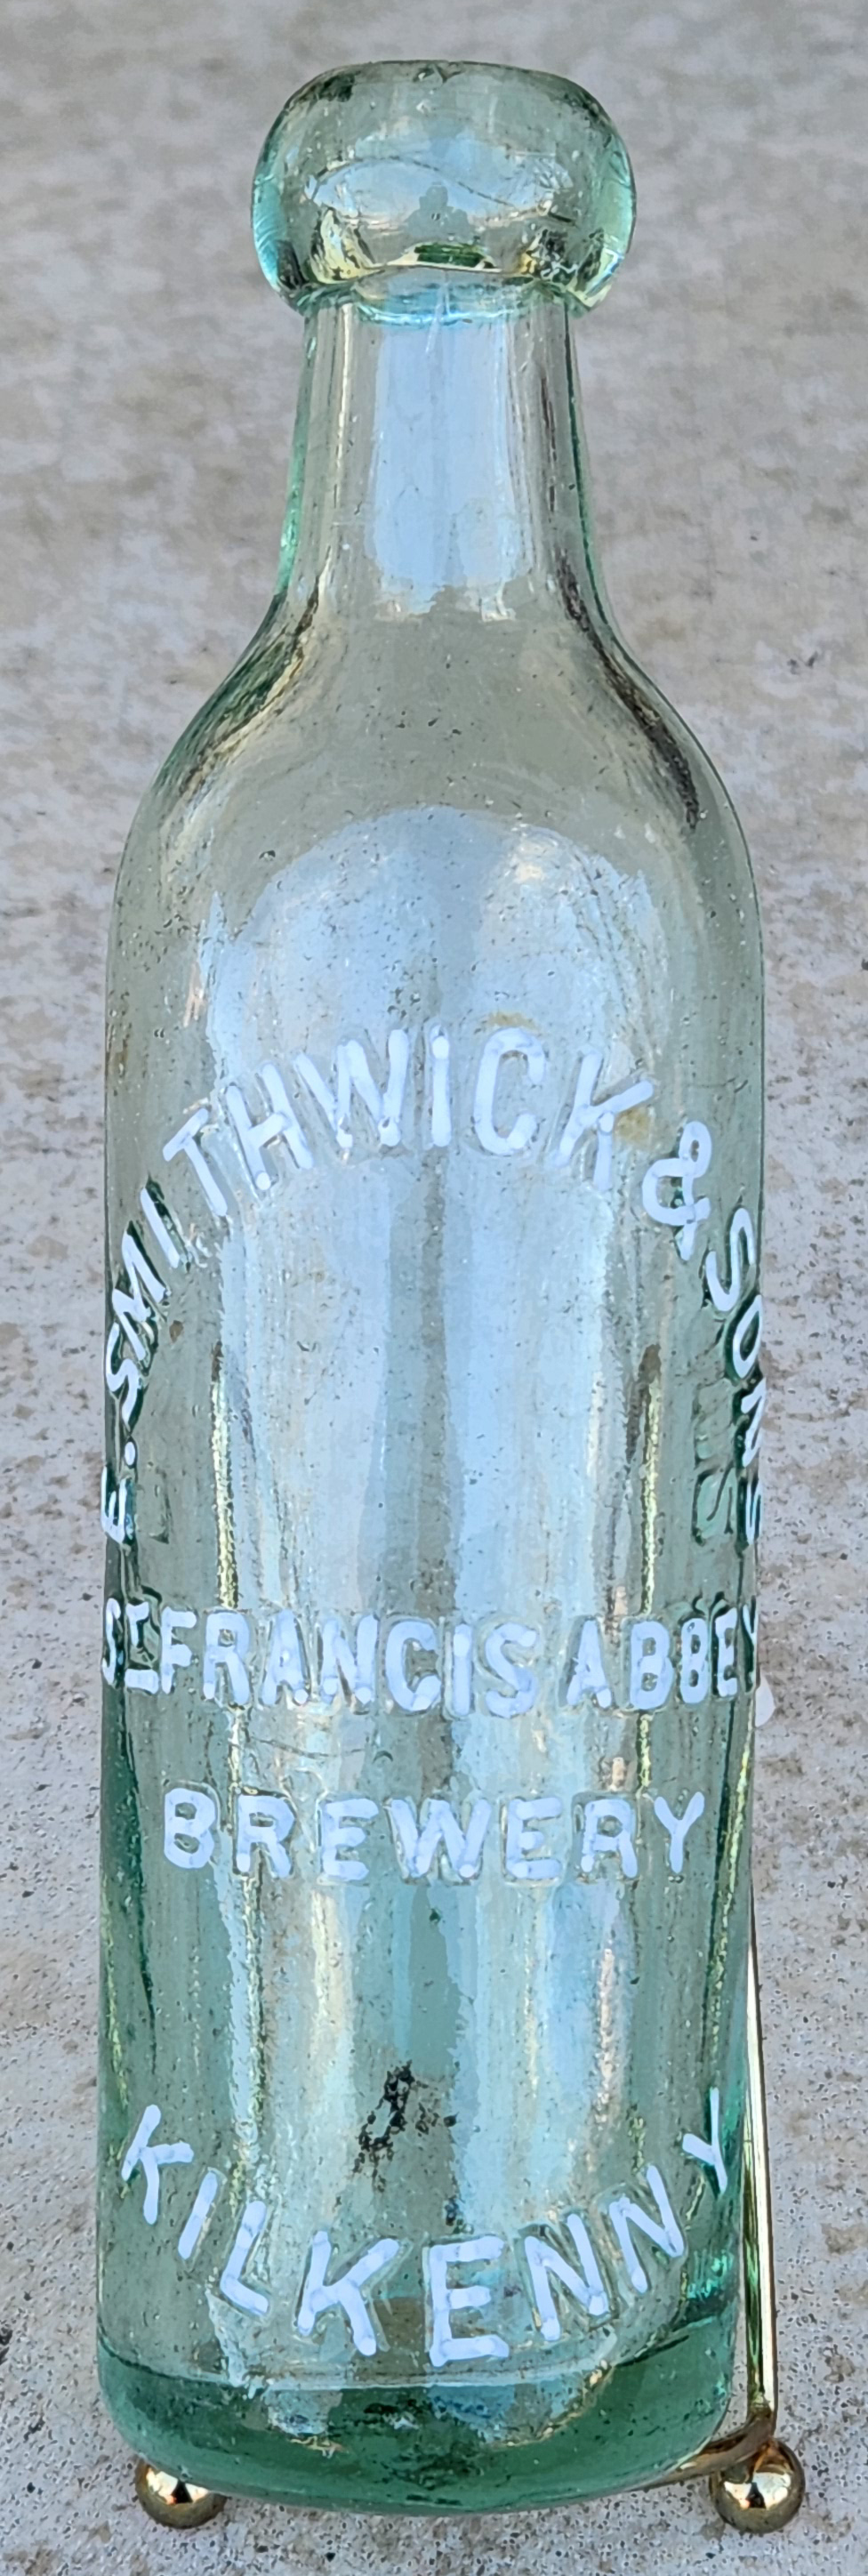 E. SMITHWICK & SONS
ST FRANCIS ABBEY
BREWERY
KILKENNY